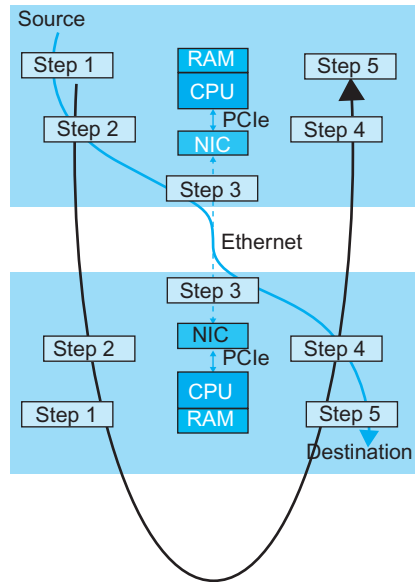 Source
Step 1
RAM
Step 5
CPU
PCIe
Step 2
NIC
Step 4
Step 3
Ethernet
Step 3
Step 2
NIC
Step 4
PCIe
CPU
Step 1
RAM
Step 5
Destination